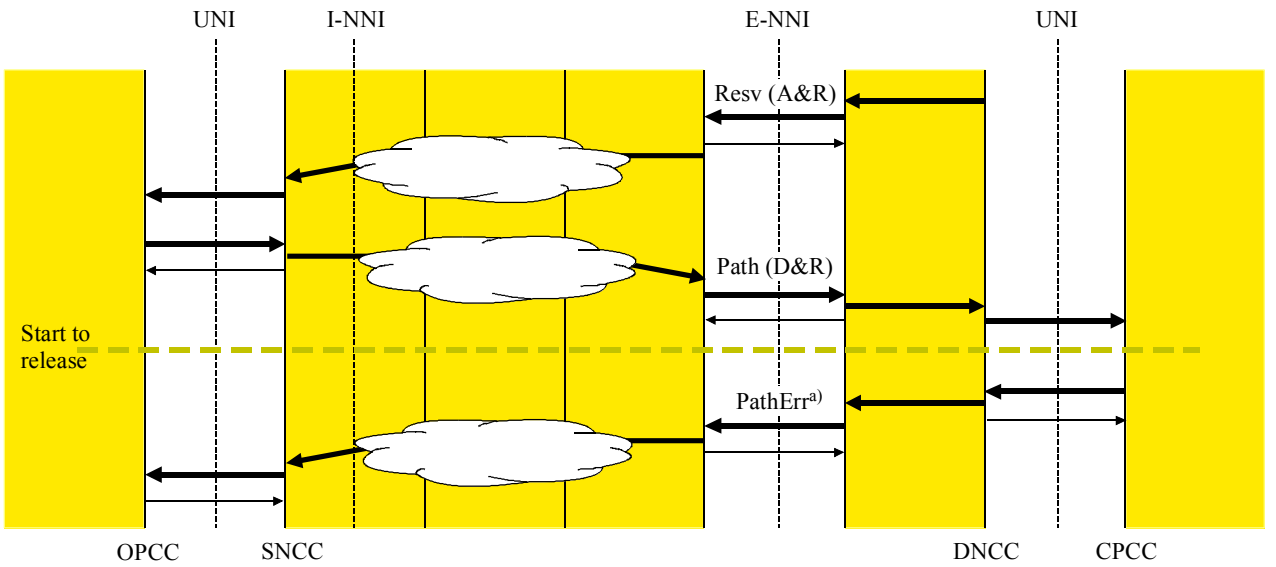 UNI I-NNI E-NNI UNI
Resv (A&R)
Path (D&R)
Start to
release
PathErr a)
OPCC SNCC DNCC CPCC